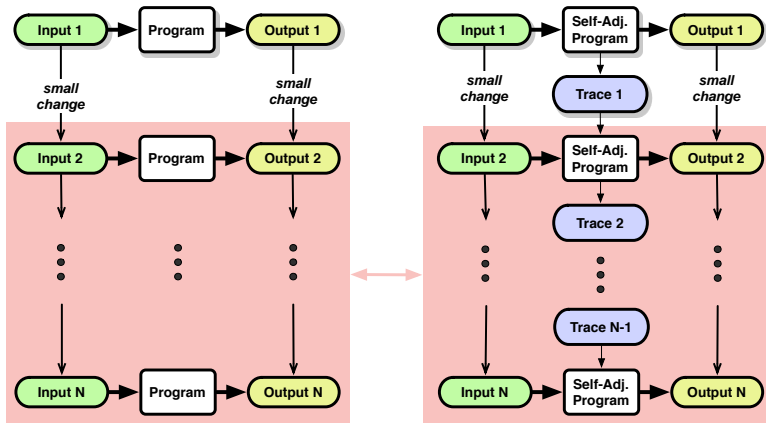 Input 1 Program Output 1
small change small change
Input 2 Program Output 2
Input N Program Output N
Input 1 Self-Adj. Program Output 1
small change Trace 1 small change
Input 2 Self-Adj. Program Output 2
Trace 2
Trace N-1
Input N Self-Adj. Program Output N